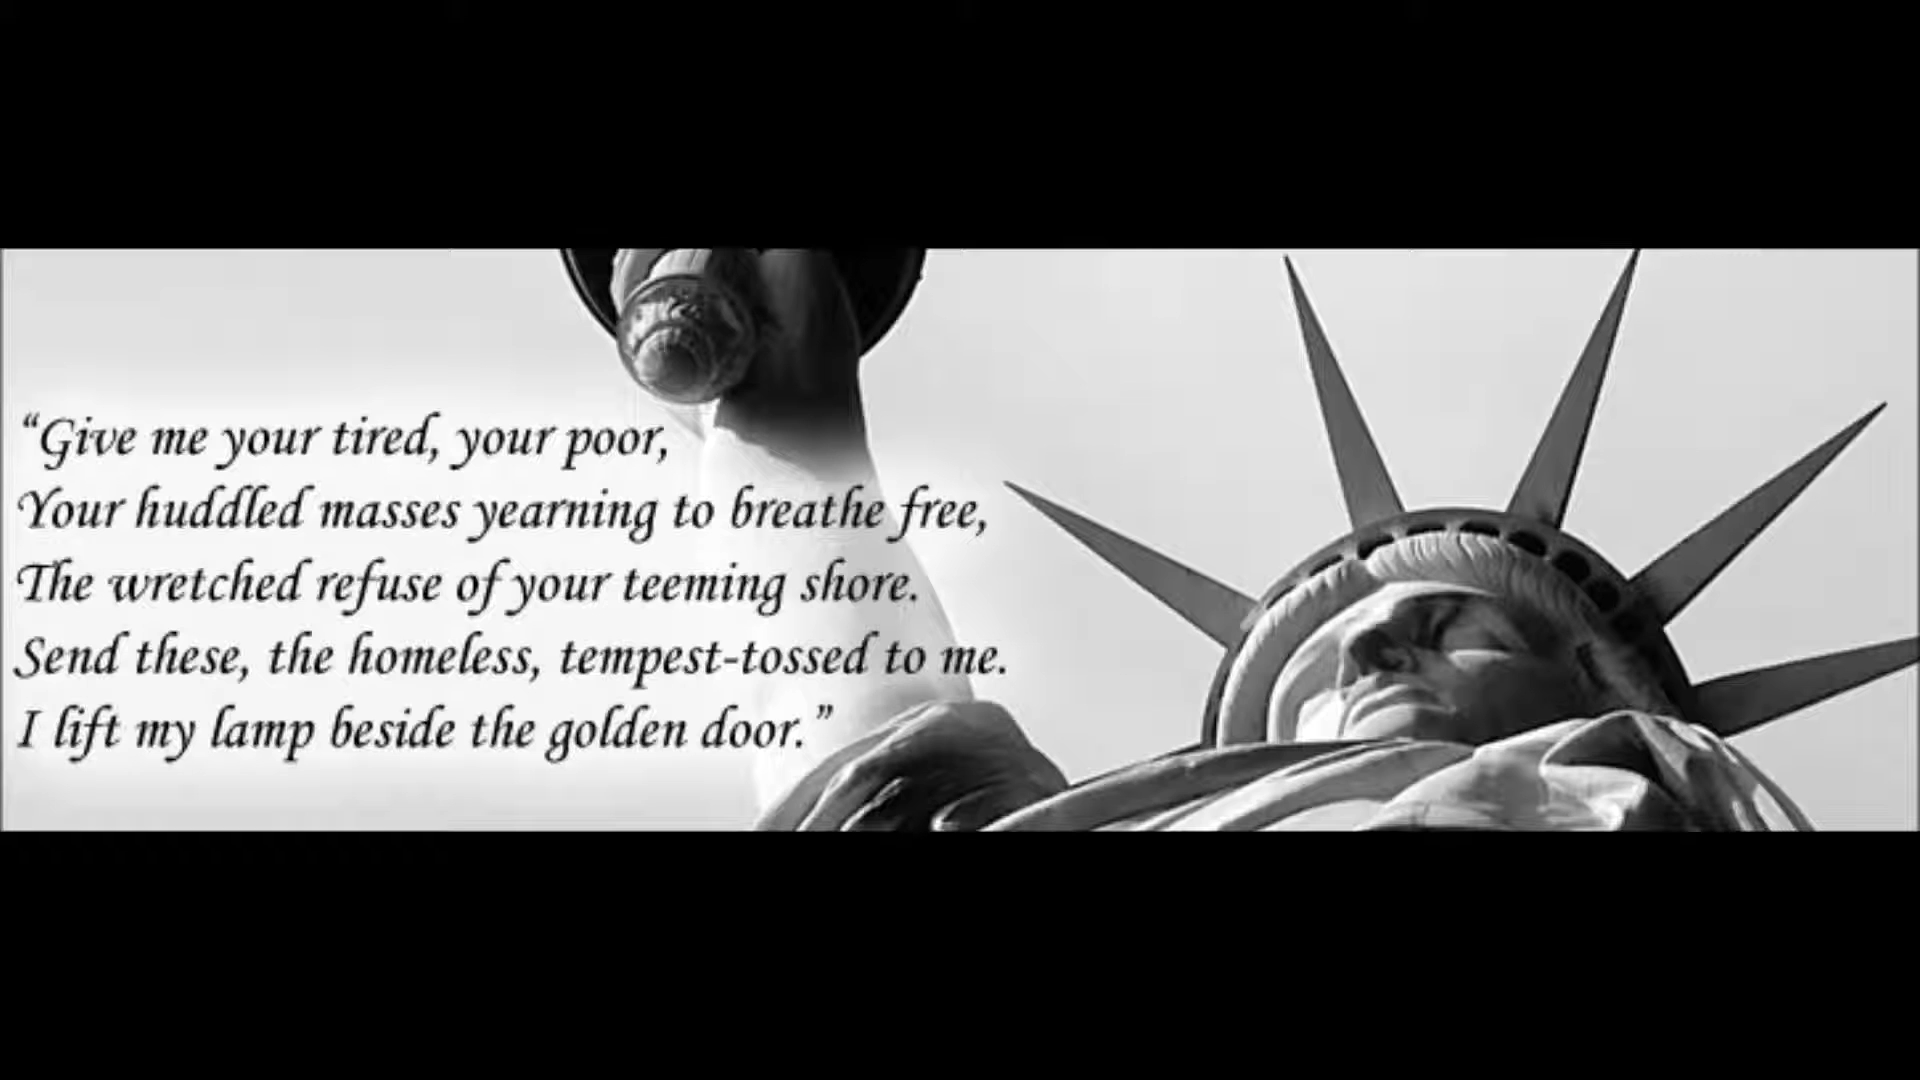 “Give me your tired, your poor,
Your huddled masses yearning to breathe free,
The wretched refuse of your teeming shore.
Send these, the homeless, tempest-tossed to me.
I lift my lamp beside the golden door.”